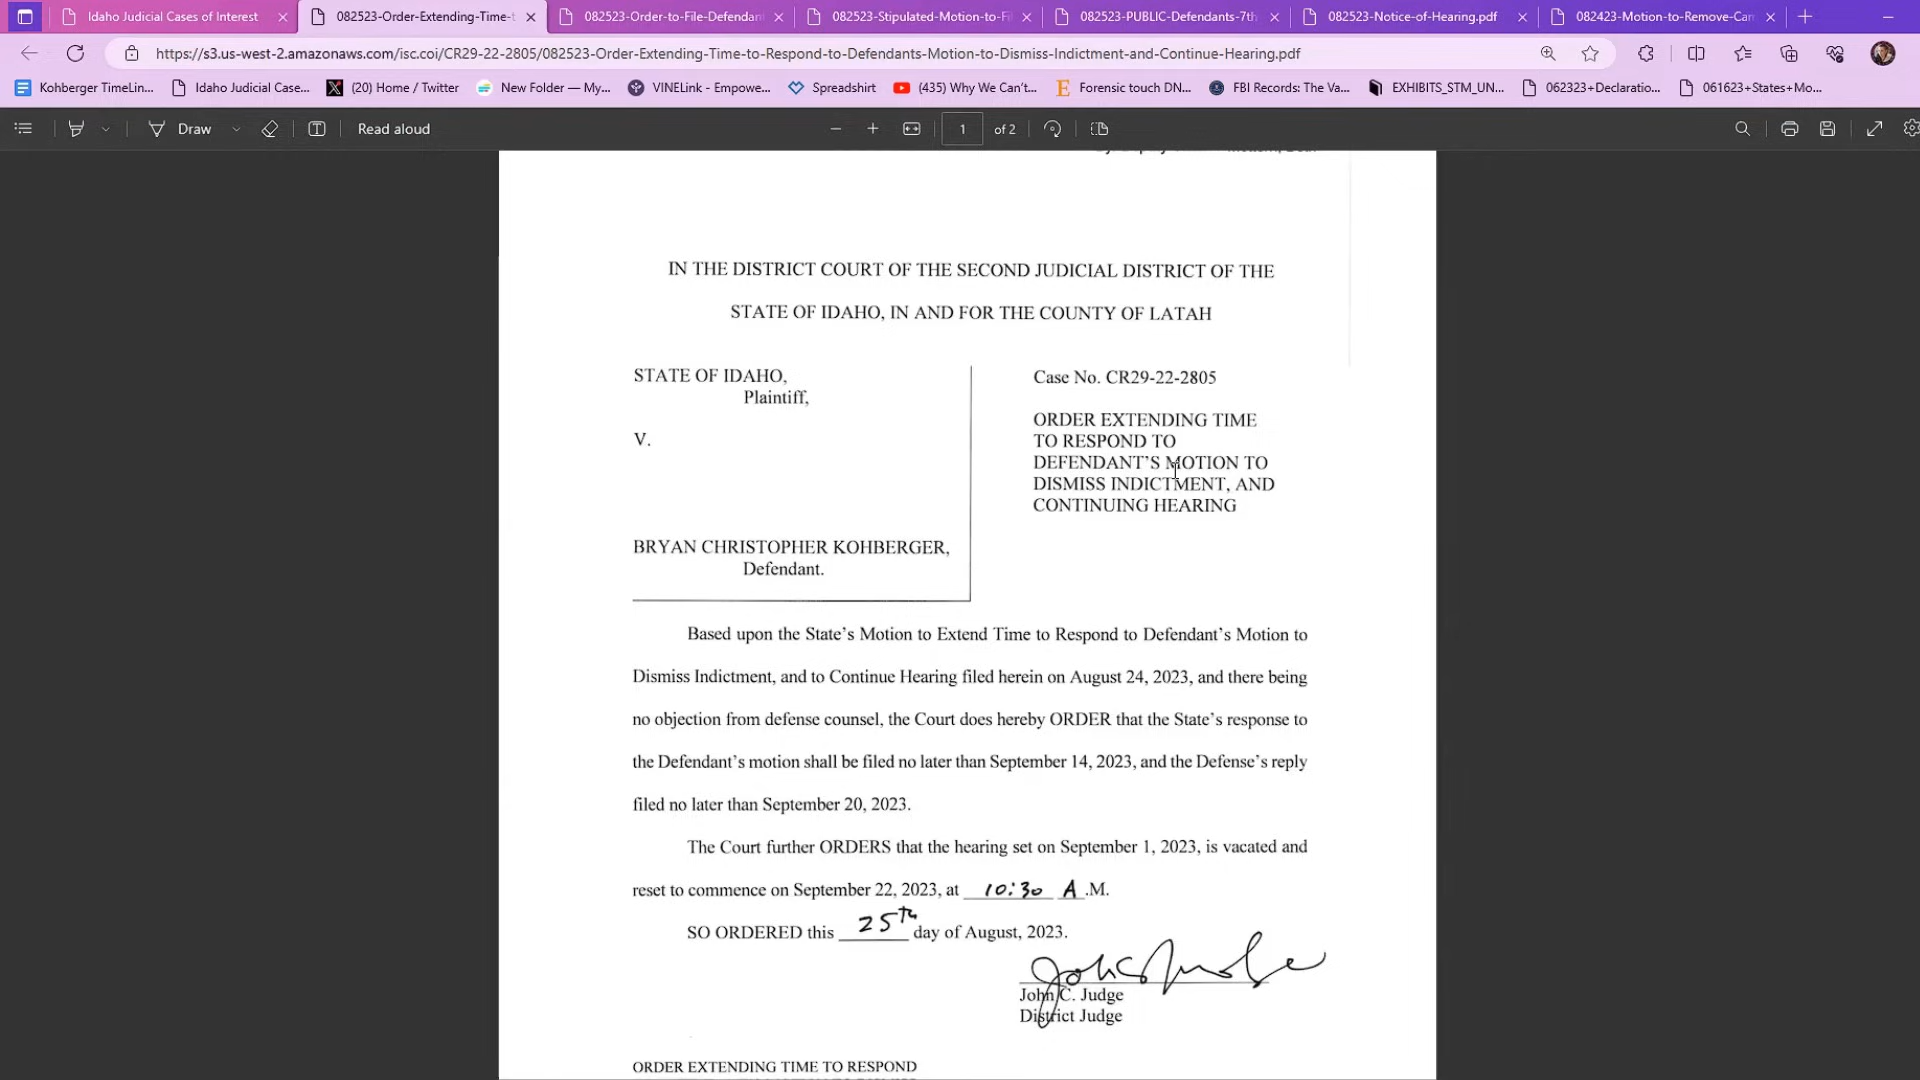 Idaho Judicial Cases of Interest
082523-Order-Extending-Time-t
082523-Order-to-File-Defendan
082523-Stipulated-Motion-to-Fi
082523-PUBLIC-Defendants-7th
082523-Notice-of-Hearing.pdf
082423-Motion-to-Remove-Cam
https://s3.us-west-2.amazonaws.com/isc.coi/CR29-22-2805/082523-Order-Extending-Time-to-Respond-to-Defendants-Motion-to-Dismiss-Indictment-and-Continue-Hearing.pdf
Kohberger TimeLin...
Idaho Judicial Case...
(20) Home / Twitter
New Folder — My...
VINELink - Empowe...
Spreadshirt
(435) Why We Can't...
Forensic touch DN...
FBI Records: The Va...
EXHIBITS_STM_UN...
062323+Declaratio...
061623+States+Mo...
Draw
Read aloud
1 of 2
IN THE DISTRICT COURT OF THE SECOND JUDICIAL DISTRICT OF THE
STATE OF IDAHO, IN AND FOR THE COUNTY OF LATAH
STATE OF IDAHO,
Plaintiff,
V.
BRYAN CHRISTOPHER KOHBERGER,
Defendant.
Case No. CR29-22-2805
ORDER EXTENDING TIME
TO RESPOND TO
DEFENDANT'S MOTION TO
DISMISS INDICTMENT, AND
CONTINUING HEARING
Based upon the State's Motion to Extend Time to Respond to Defendant's Motion to
Dismiss Indictment, and to Continue Hearing filed herein on August 24, 2023, and there being
no objection from defense counsel, the Court does hereby ORDER that the State's response to
the Defendant's motion shall be filed no later than September 14, 2023, and the Defense's reply
filed no later than September 20, 2023.
The Court further ORDERS that the hearing set on September 1, 2023, is vacated and
reset to commence on September 22, 2023, at 10:30 A.M.
SO ORDERED this 25th day of August, 2023.
John C. Judge
District Judge
ORDER EXTENDING TIME TO RESPOND